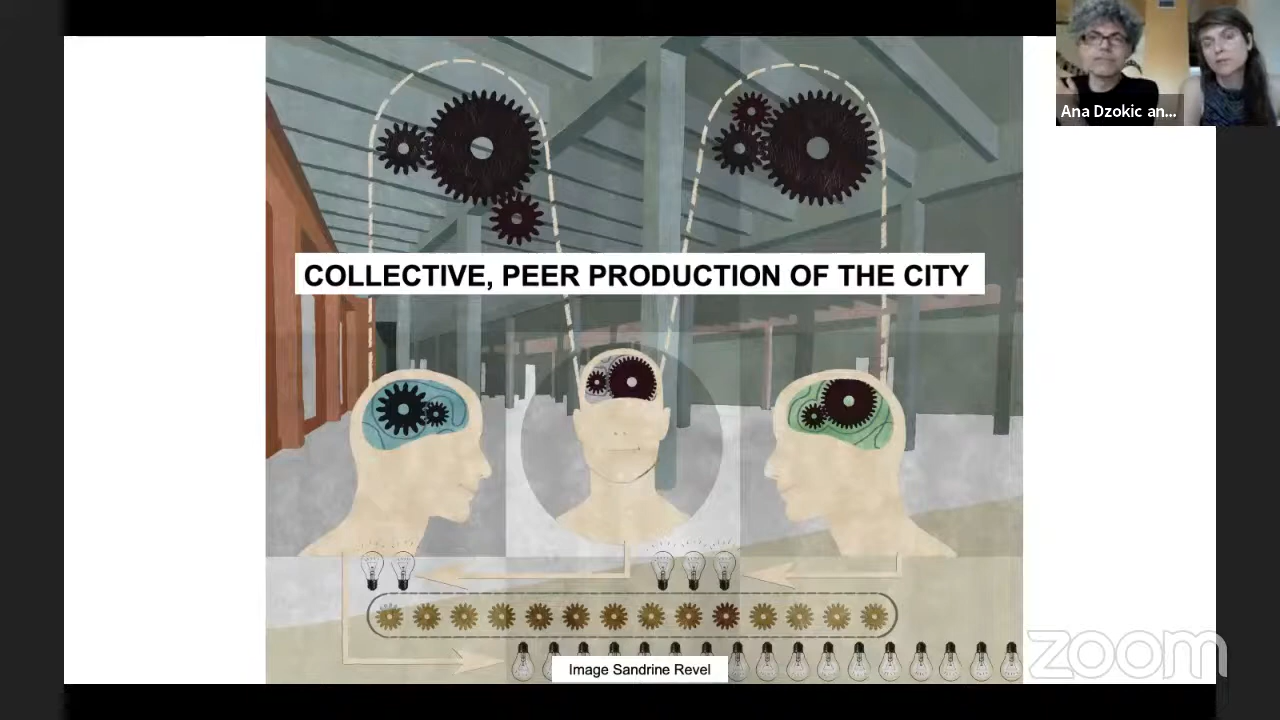 Ana Dzokic an...
COLLECTIVE, PEER PRODUCTION OF THE CITY
Image Sandrine Revel
zoom